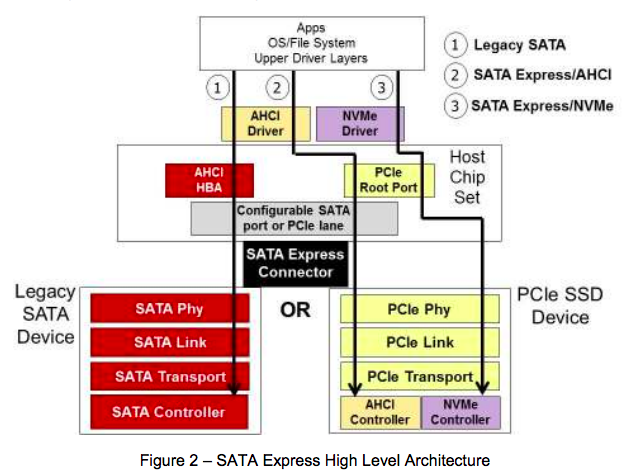 Apps
OS/File System
Upper Driver Layers
1 Legacy SATA
2 SATA Express/AHCI
3 SATA Express/NVMe
1
2
3
AHCI
Driver
NVMe
Driver
AHCI
HBA
PCIe
Root Port
Host
Chip
Set
Configurable SATA
port or PCIe lane
SATA Express
Connector
Legacy
SATA
Device
SATA Phy
SATA Link
SATA Transport
SATA Controller
OR
PCIe Phy
PCIe Link
PCIe Transport
AHCI
Controller
NVMe
Controller
PCIe SSD
Device
Figure 2 – SATA Express High Level Architecture